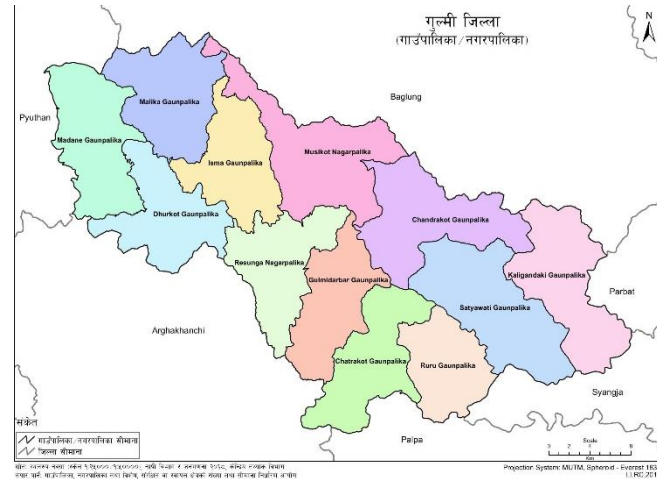 गुल्मी जिल्ला
(गाउँपालिका/नगरपालिका)
N
Baglung
Pyuthan
Malika Gaunpalika
Madane Gaunpalika
Isma Gaunpalika
Musikot Nagarpalika
Dhurkot Gaunpalika
Chandrakot Gaunpalika
Resunga Nagarpalika
Kaligandaki Gaunpalika
Gulmidarbar Gaunpalika
Parbat
Satyawati Gaunpalika
Arghakhanchi
Chatrakot Gaunpalika
Ruru Gaunpalika
Syangja
संकेत
गाउँपालिका/नगरपालिका सीमाना
जिल्ला सीमाना
Palpa
Scale
Km
Projection System: MUTM, Spheroid - Everest 183
LLRC,201